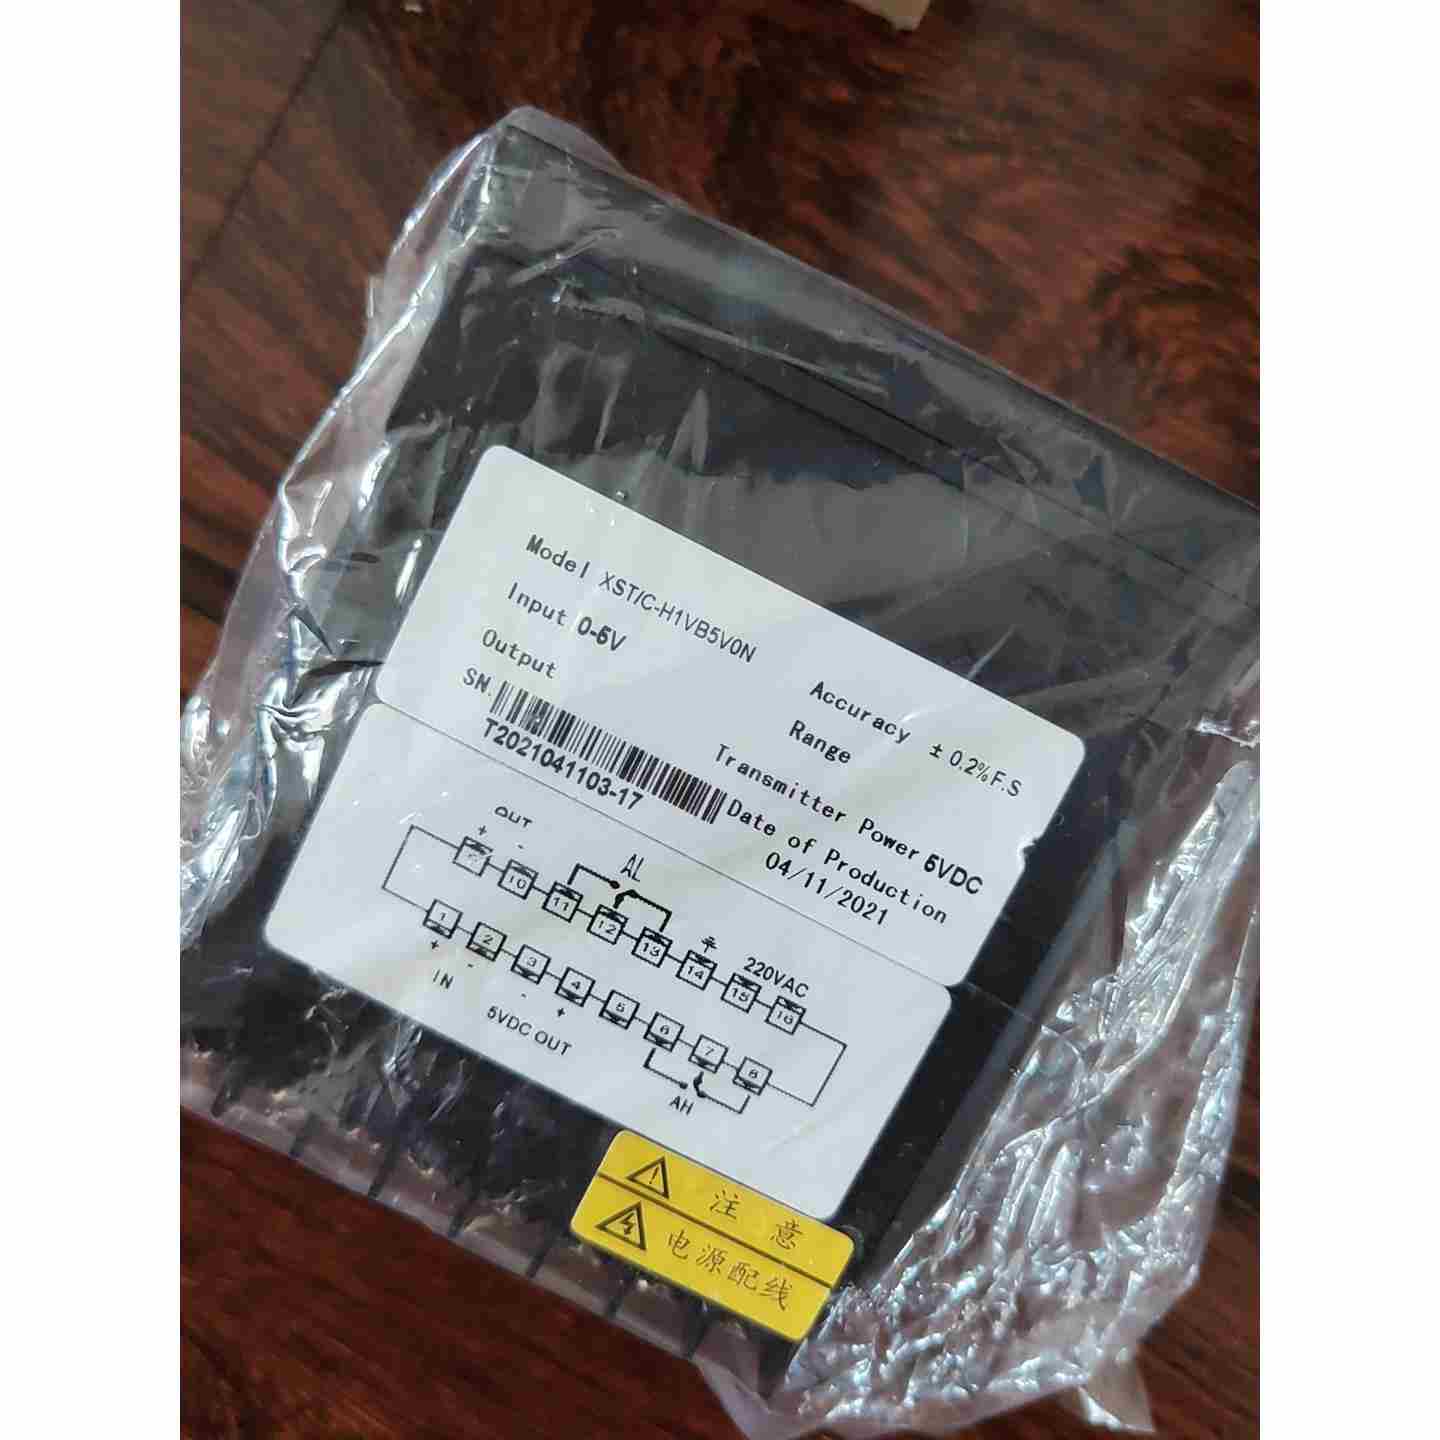 Model XST/C-H1VB5V0N
Accuracy ± 0.2%F.S
Input 0-5V
Range
Output
Transmitter Power 5VDC
SN.
T2021041103-17
Date of Production
04/11/2021
OUT
+ -
AL
220VAC
9 10 11 12 13 14 15 16
1 2 3 4 5 6 7 8
+ - - +
IN
5VDC OUT
AH
注意
电源配线